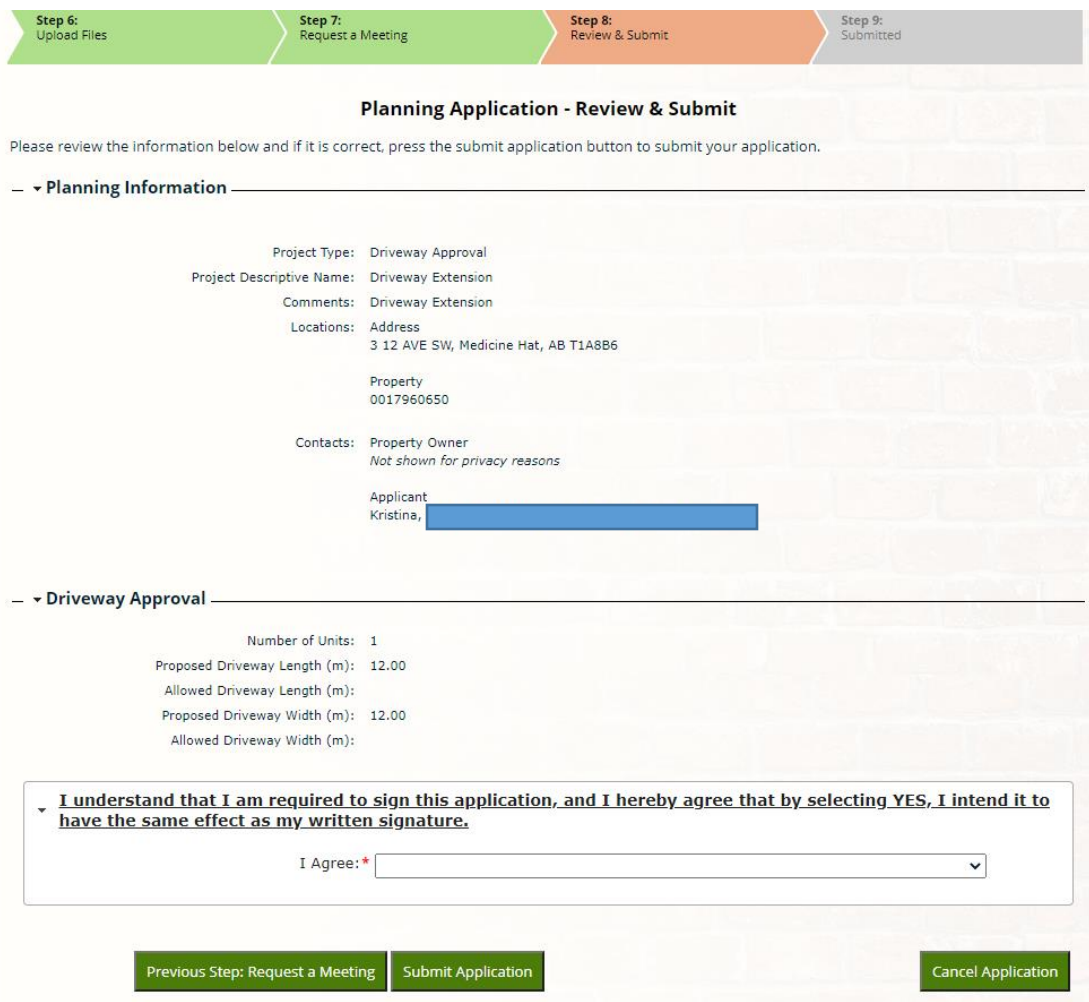 Step 6:
Upload Files
Step 7:
Request a Meeting
Step 8:
Review & Submit
Step 9:
Submitted
Planning Application - Review & Submit
Please review the information below and if it is correct, press the submit application button to submit your application.
Planning Information
Project Type: Driveway Approval
Project Descriptive Name: Driveway Extension
Comments: Driveway Extension
Locations: Address
3 12 AVE SW, Medicine Hat, AB T1A8B6
Property
0017960650
Contacts: Property Owner
Not shown for privacy reasons
Applicant
Kristina,
Driveway Approval
Number of Units: 1
Proposed Driveway Length (m): 12.00
Allowed Driveway Length (m):
Proposed Driveway Width (m): 12.00
Allowed Driveway Width (m):
I understand that I am required to sign this application, and I hereby agree that by selecting YES, I intend it to
have the same effect as my written signature.
I Agree:*
Previous Step: Request a Meeting
Submit Application
Cancel Application